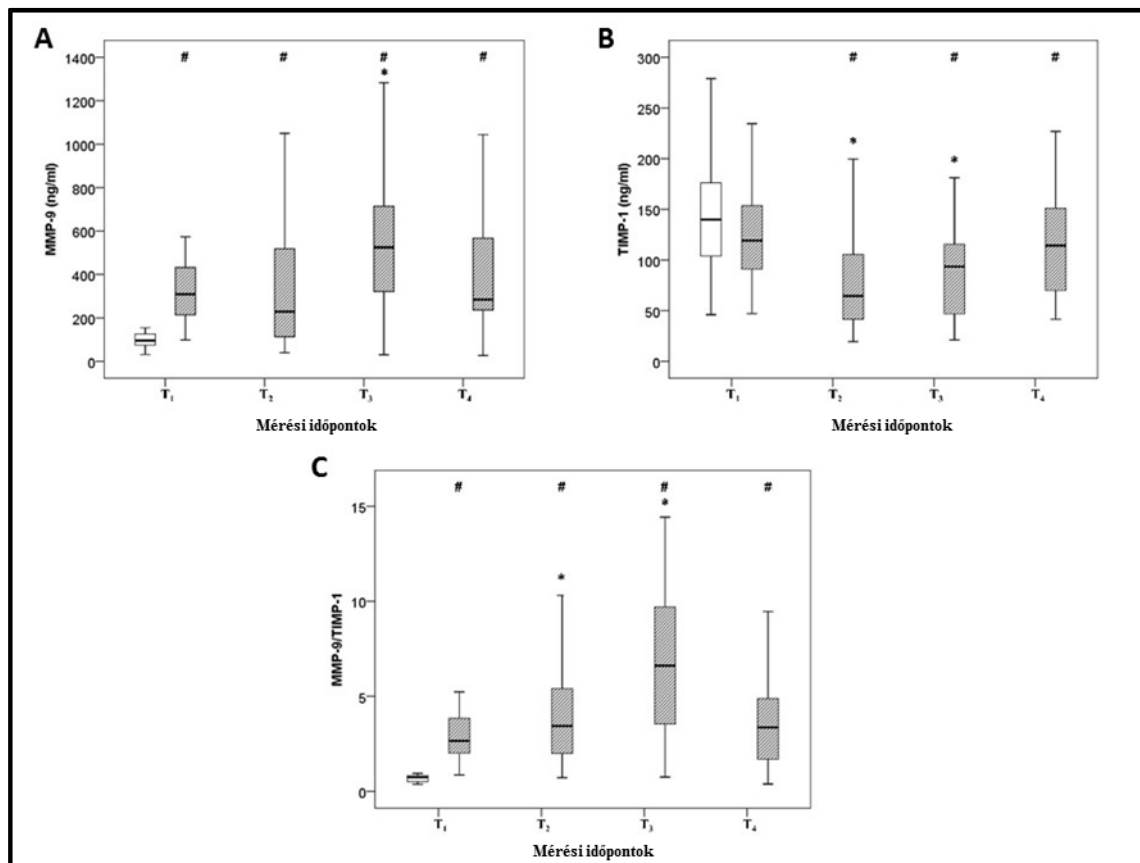 A
# # # #
*
1400
1200
1000
800
600
400
200
0
MMP-9 (ng/ml)
T₁ T₂ T₃ T₄
Mérési időpontok
B
# # #
* *
300
250
200
150
100
50
0
TIMP-1 (ng/ml)
T₁ T₂ T₃ T₄
Mérési időpontok
C
# # # #
* *
15
10
5
0
MMP-9/TIMP-1
T₁ T₂ T₃ T₄
Mérési időpontok